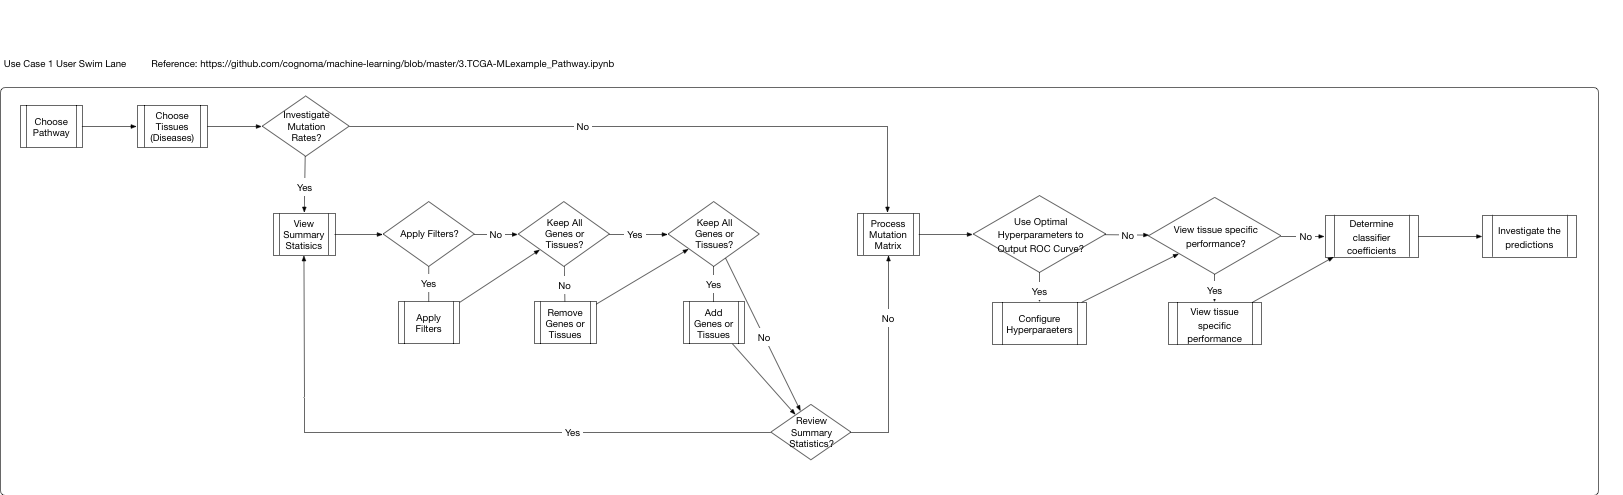 Use Case 1 User Swim Lane
Reference: https://github.com/cognoma/machine-learning/blob/master/3.TCGA-MLexample_Pathway.ipynb
Choose
Pathway
Choose
Tissues
(Diseases)
Investigate
Mutation
Rates?
No
Yes
View
Summary
Statisics
Apply Filters?
No
Keep All
Genes or
Tissues?
Yes
Keep All
Genes or
Tissues?
Process
Mutation
Matrix
Use Optimal
Hyperparameters to
Output ROC Curve?
No
View tissue specific
performance?
No
Determine
classifier
coefficients
Investigate the
predictions
Yes
No
Yes
Yes
Yes
Apply
Filters
Remove
Genes or
Tissues
Add
Genes or
Tissues
No
No
Configure
Hyperparaeters
View tissue
specific
performance
Yes
Review
Summary
Statistics?